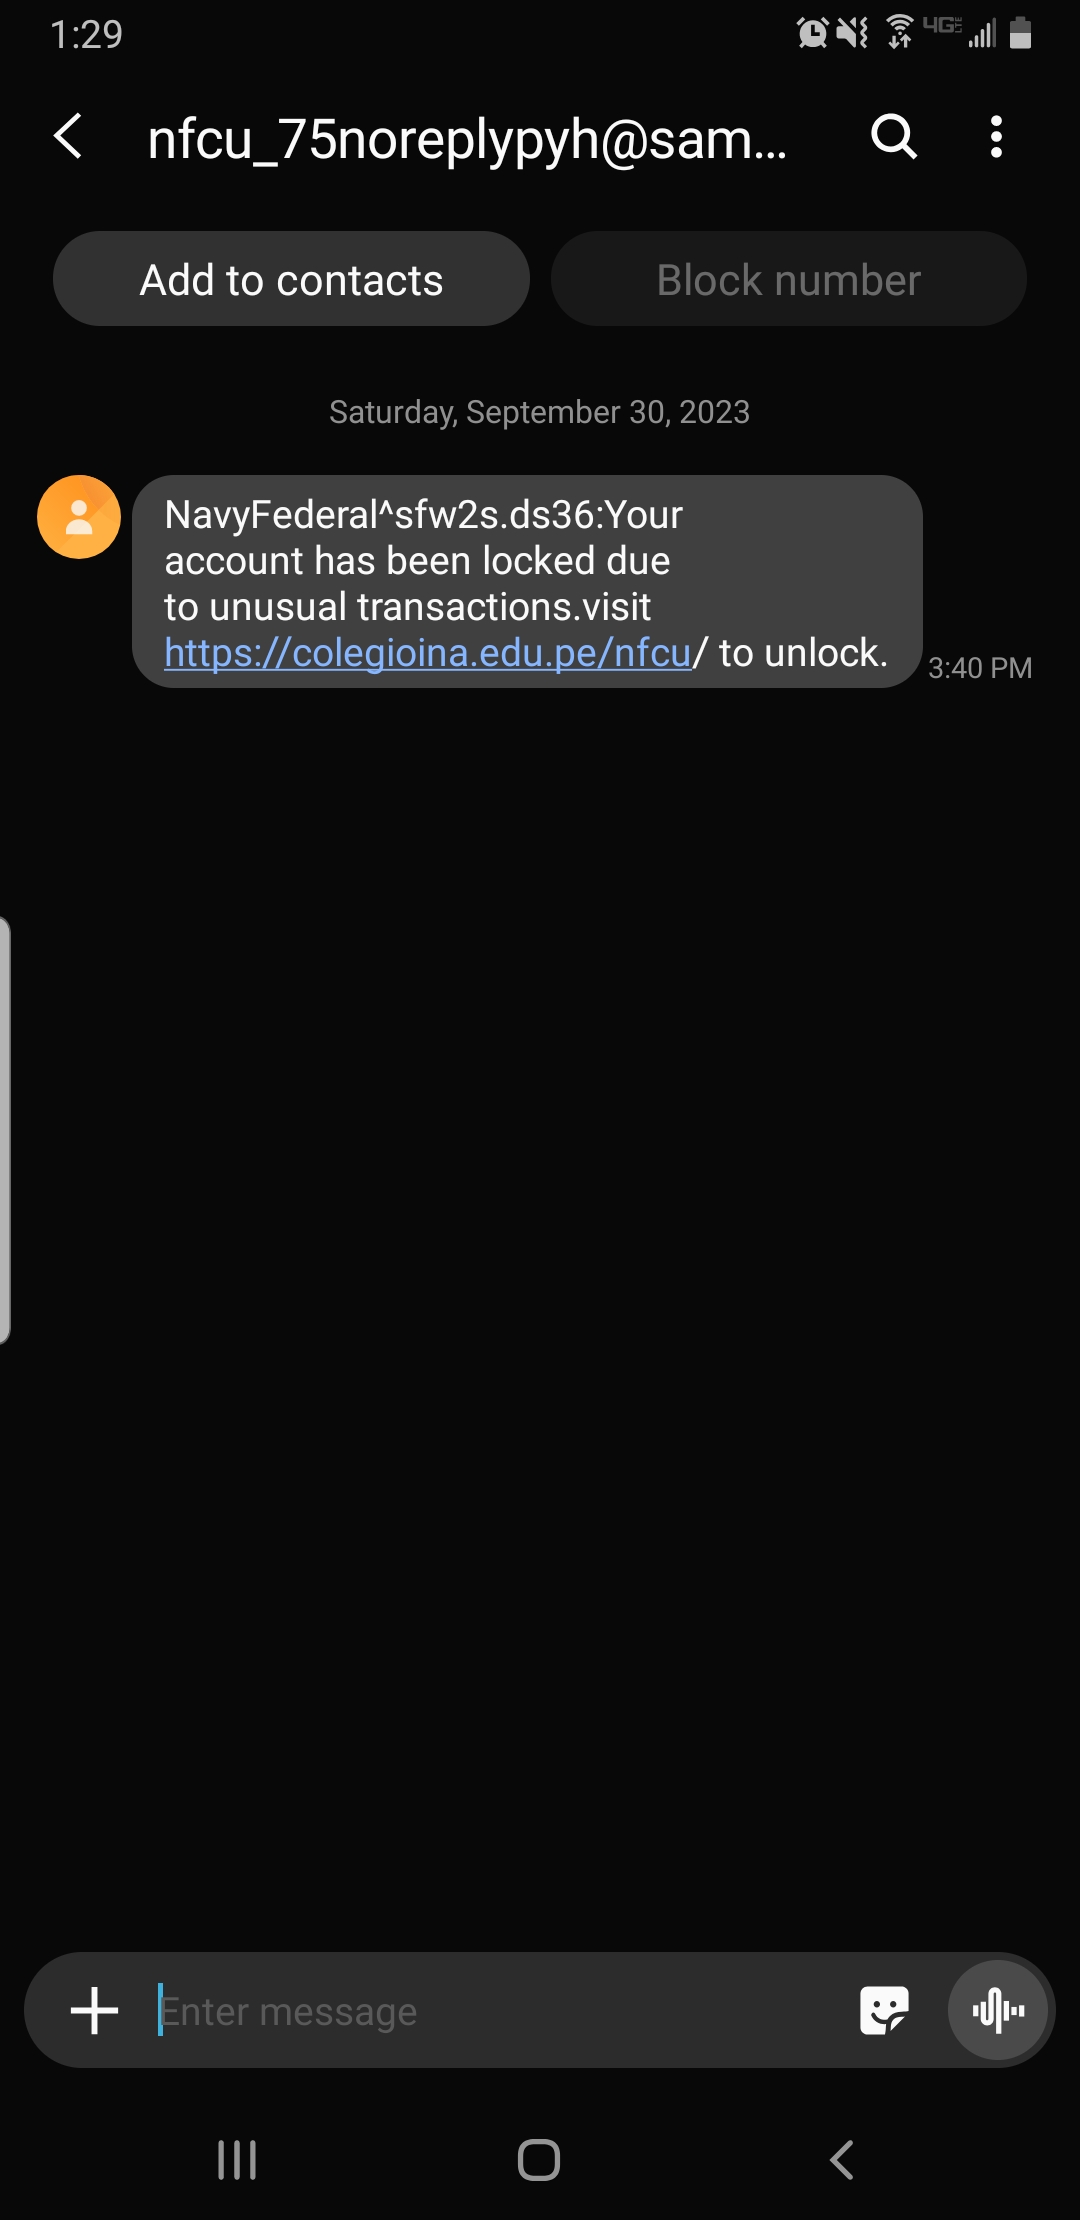 1:29
4G LTE
nfcu_75noreplypyh@sam...
Add to contacts
Block number
Saturday, September 30, 2023
NavyFederal^sfw2s.ds36:Your
account has been locked due
to unusual transactions.visit
https://colegioina.edu.pe/nfcu/ to unlock.
3:40 PM
Enter message